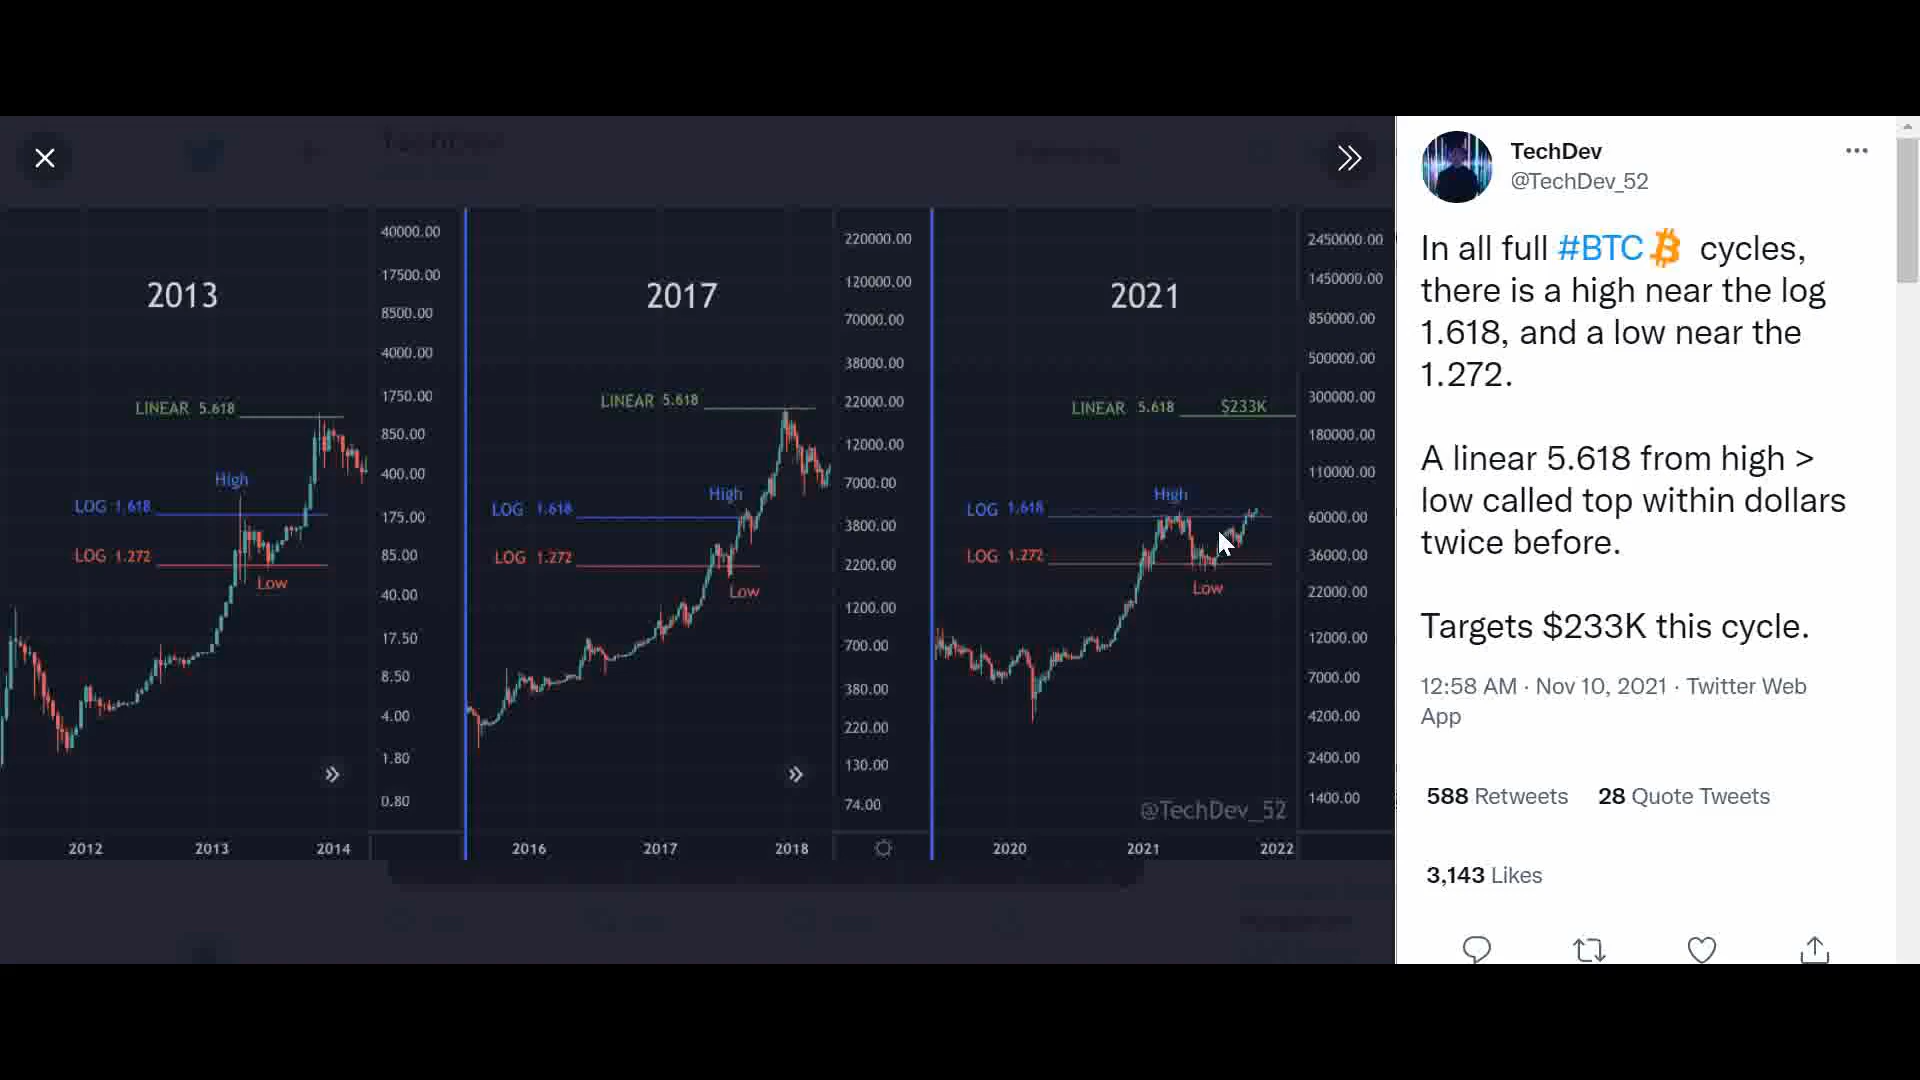 2013
LINEAR 5.618
High
LOG 1.618
LOG 1.272
Low
40000.00
17500.00
8500.00
4000.00
1750.00
850.00
400.00
175.00
85.00
40.00
17.50
8.50
4.00
1.80
0.80
2012 2013 2014
2017
LINEAR 5.618
High
LOG 1.618
LOG 1.272
Low
220000.00
120000.00
70000.00
38000.00
22000.00
12000.00
7000.00
3800.00
2200.00
1200.00
700.00
380.00
220.00
130.00
74.00
2016 2017 2018
2021
LINEAR 5.618 $233K
High
LOG 1.618
LOG 1.272
Low
@TechDev_52
2450000.00
1450000.00
850000.00
500000.00
300000.00
180000.00
110000.00
60000.00
36000.00
22000.00
12000.00
7000.00
4200.00
2400.00
1400.00
2020 2021 2022
TechDev
@TechDev_52
In all full #BTC cycles,
there is a high near the log
1.618, and a low near the
1.272.
A linear 5.618 from high >
low called top within dollars
twice before.
Targets $233K this cycle.
12:58 AM · Nov 10, 2021 · Twitter Web
App
588 Retweets 28 Quote Tweets
3,143 Likes